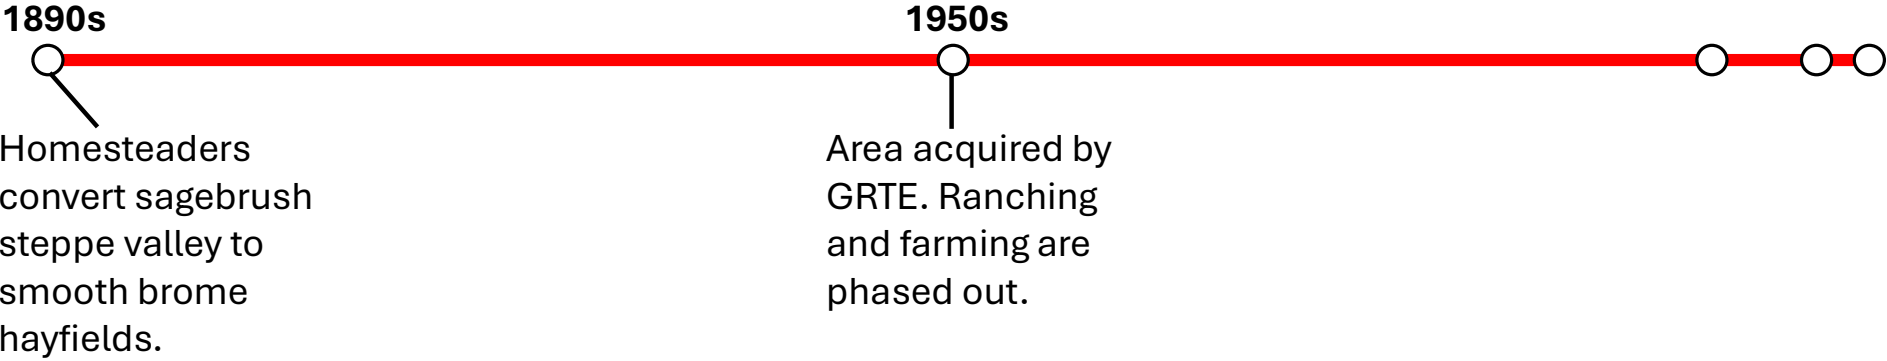 1890s
Homesteaders
convert sagebrush
steppe valley to
smooth brome
hayfields.
1950s
Area acquired by
GRTE. Ranching
and farming are
phased out.